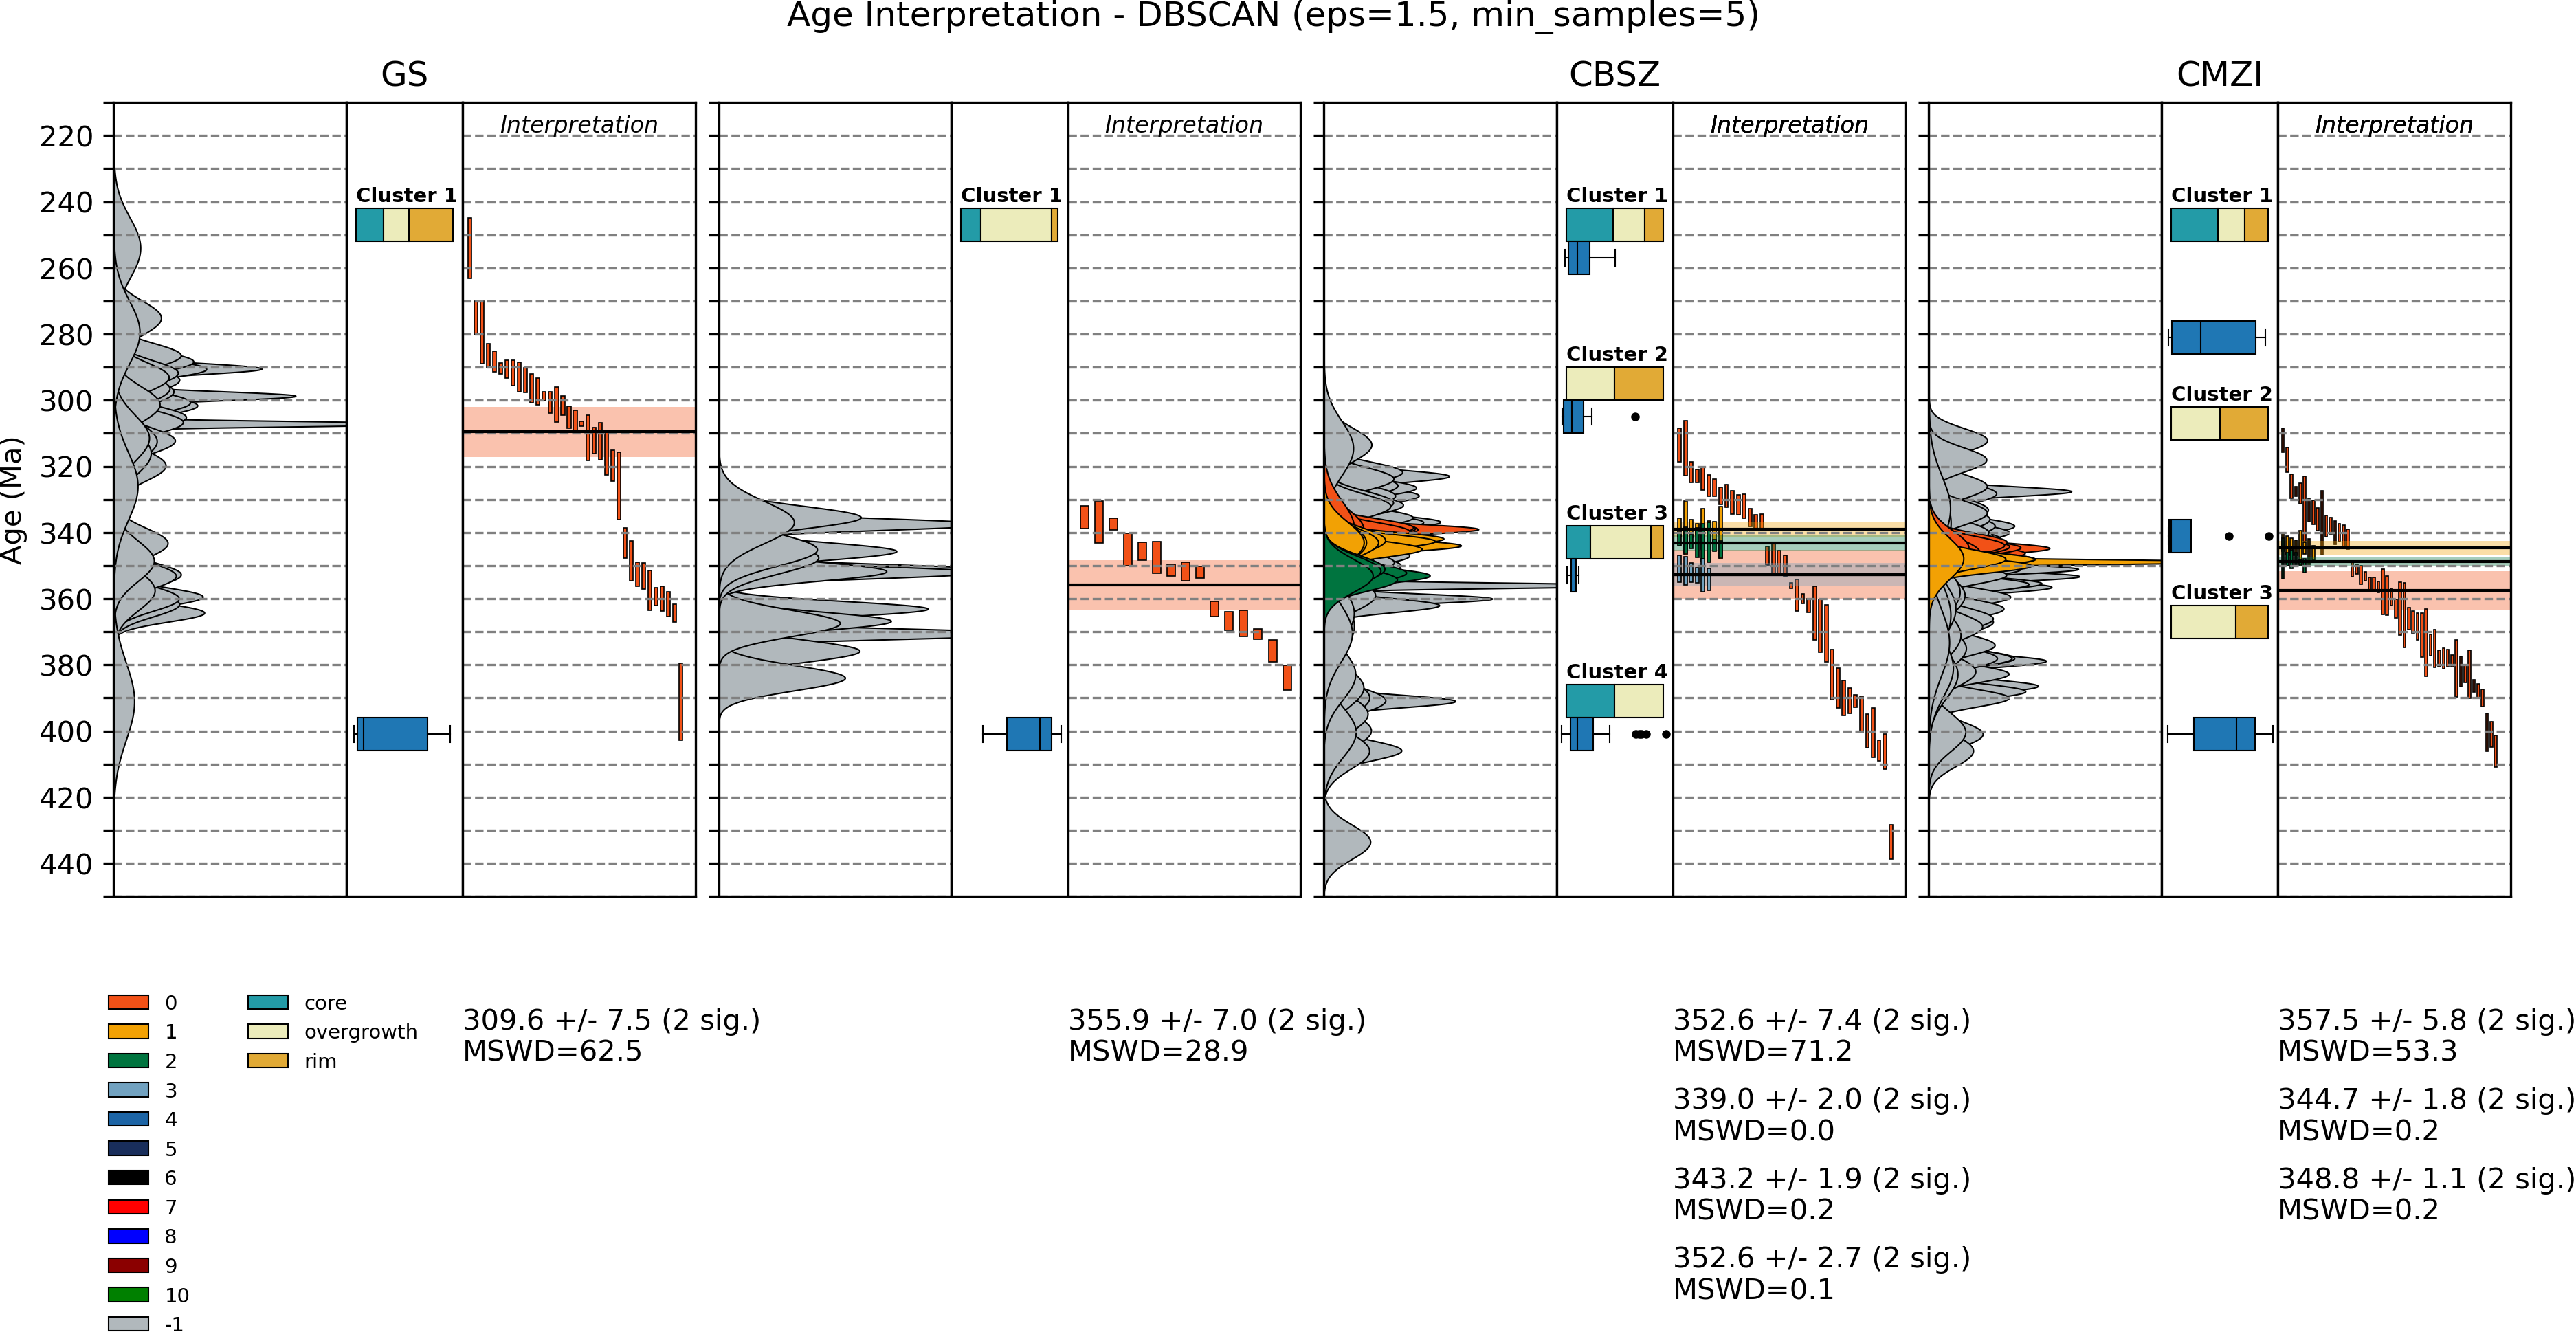 Age Interpretation - DBSCAN (eps=1.5, min_samples=5)
GS
CBSZ
CMZI
Age (Ma)
220
240
260
280
300
320
340
360
380
400
420
440
Interpretation
Cluster 1
Interpretation
Cluster 1
Interpretation
Cluster 1
Cluster 2
Cluster 3
Cluster 4
Interpretation
Cluster 1
Cluster 2
Cluster 3
0
1
2
3
4
5
6
7
8
9
10
-1
core
overgrowth
rim
309.6 +/- 7.5 (2 sig.)
MSWD=62.5
355.9 +/- 7.0 (2 sig.)
MSWD=28.9
352.6 +/- 7.4 (2 sig.)
MSWD=71.2
339.0 +/- 2.0 (2 sig.)
MSWD=0.0
343.2 +/- 1.9 (2 sig.)
MSWD=0.2
352.6 +/- 2.7 (2 sig.)
MSWD=0.1
357.5 +/- 5.8 (2 sig.)
MSWD=53.3
344.7 +/- 1.8 (2 sig.)
MSWD=0.2
348.8 +/- 1.1 (2 sig.)
MSWD=0.2